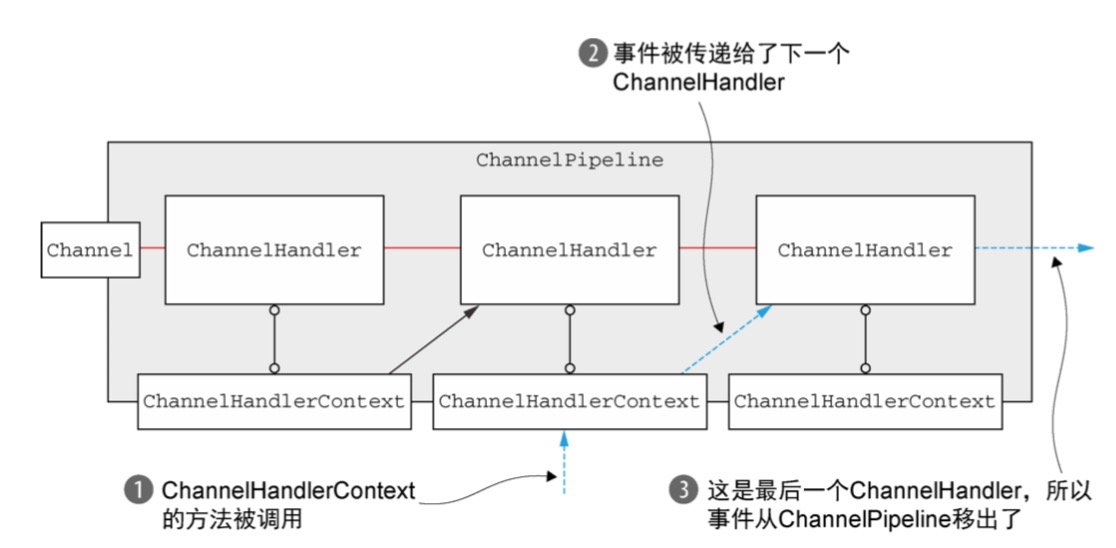 2 事件被传递给了下一个
ChannelHandler
ChannelPipeline
Channel
ChannelHandler
ChannelHandler
ChannelHandler
ChannelHandlerContext
ChannelHandlerContext
ChannelHandlerContext
1 ChannelHandlerContext
的方法被调用
3 这是最后一个ChannelHandler，所以
事件从ChannelPipeline移出了